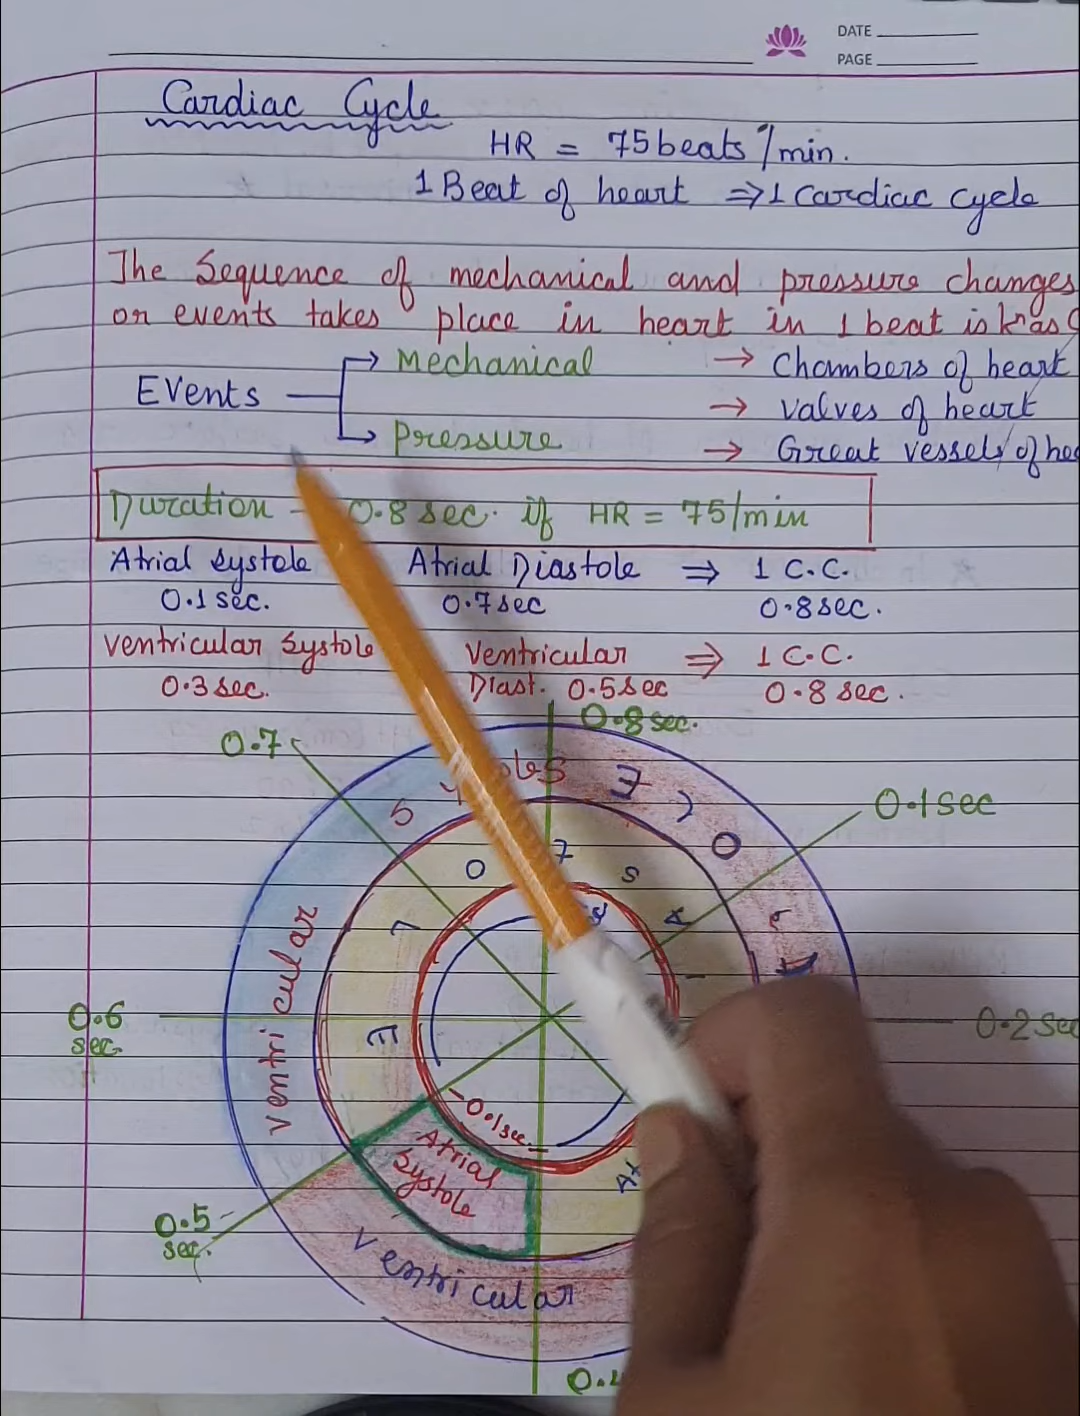 DATE
PAGE
Cardiac Cycle
HR = 75 beats/min.
1 Beat of heart ⇒ 1 Cardiac cycle
The Sequence of mechanical and pressure changes
or events takes place in heart in 1 beat is k'as
Events → Mechanical → Chambers of heart
→ valves of heart
→ Pressure → Great vessels of
Duration - 0.8 sec. if HR = 75/min
Atrial Systole Atrial Diastole ⇒ 1 C.C.
0.1 sec. 0.7 sec 0.8 sec.
Ventricular Systole Ventricular ⇒ 1 C.C.
0.3 sec. Diast. 0.5 sec 0.8 sec.
0.8 sec.
0.7
0.1 sec
ventricular
0.6
sec.
0.2 sec
0.1 sec.
Atrial
Systole
0.5
sec.
ventricular